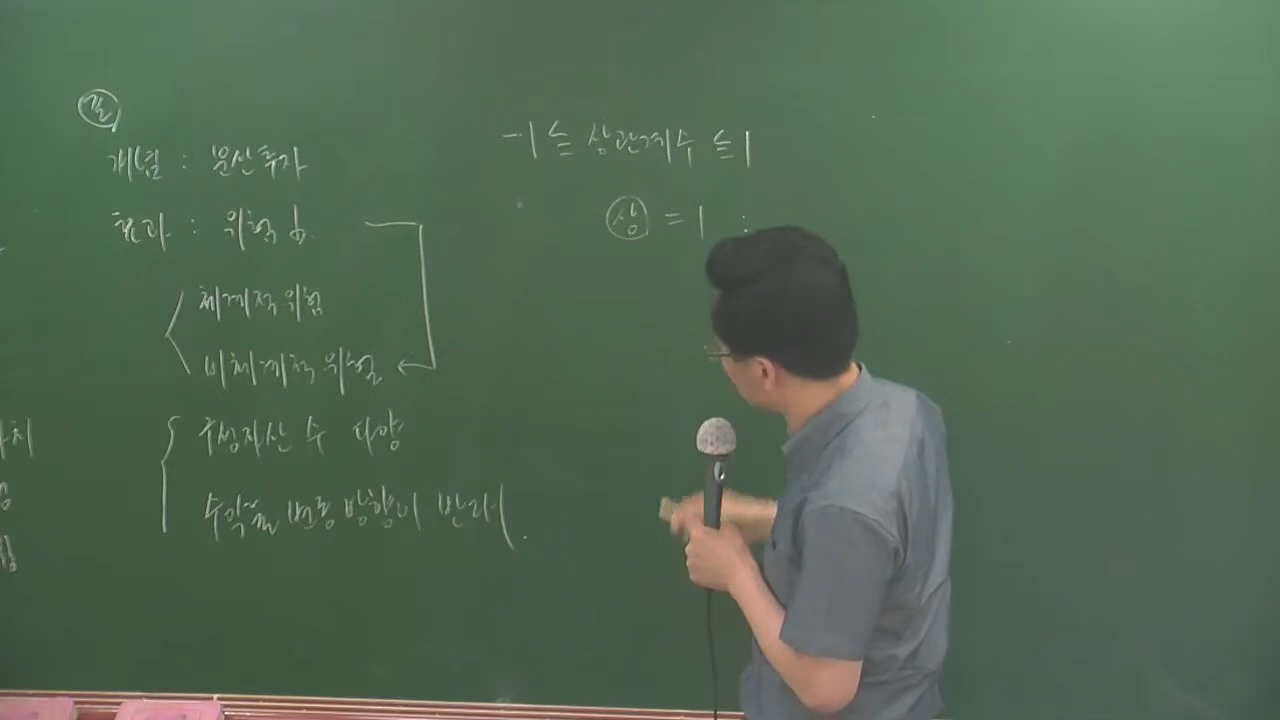 개념 : 분산투자
효과 : 위험 ↓.
체계적 위험
비체계적 위험
구성자산 수 다양
수익률 변동 방향이 반대
-1 ≦ 상관계수 ≦ 1
상 = 1 :